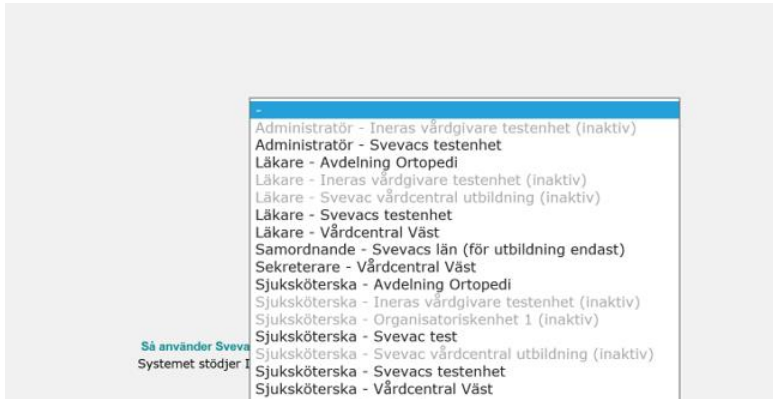 -
Administratör - Ineras vårdgivare testenhet (inaktiv)
Administratör - Svevacs testenhet
Läkare - Avdelning Ortopedi
Läkare - Ineras vårdgivare testenhet (inaktiv)
Läkare - Svevac vårdcentral utbildning (inaktiv)
Läkare - Svevacs testenhet
Läkare - Vårdcentral Väst
Samordnande - Svevacs län (för utbildning endast)
Sekreterare - Vårdcentral Väst
Sjuksköterska - Avdelning Ortopedi
Sjuksköterska - Ineras vårdgivare testenhet (inaktiv)
Sjuksköterska - Organisatoriskenhet 1 (inaktiv)
Sjuksköterska - Svevac test
Sjuksköterska - Svevac vårdcentral utbildning (inaktiv)
Sjuksköterska - Svevacs testenhet
Sjuksköterska - Vårdcentral Väst
Så använder Sveva
Systemet stödjer I